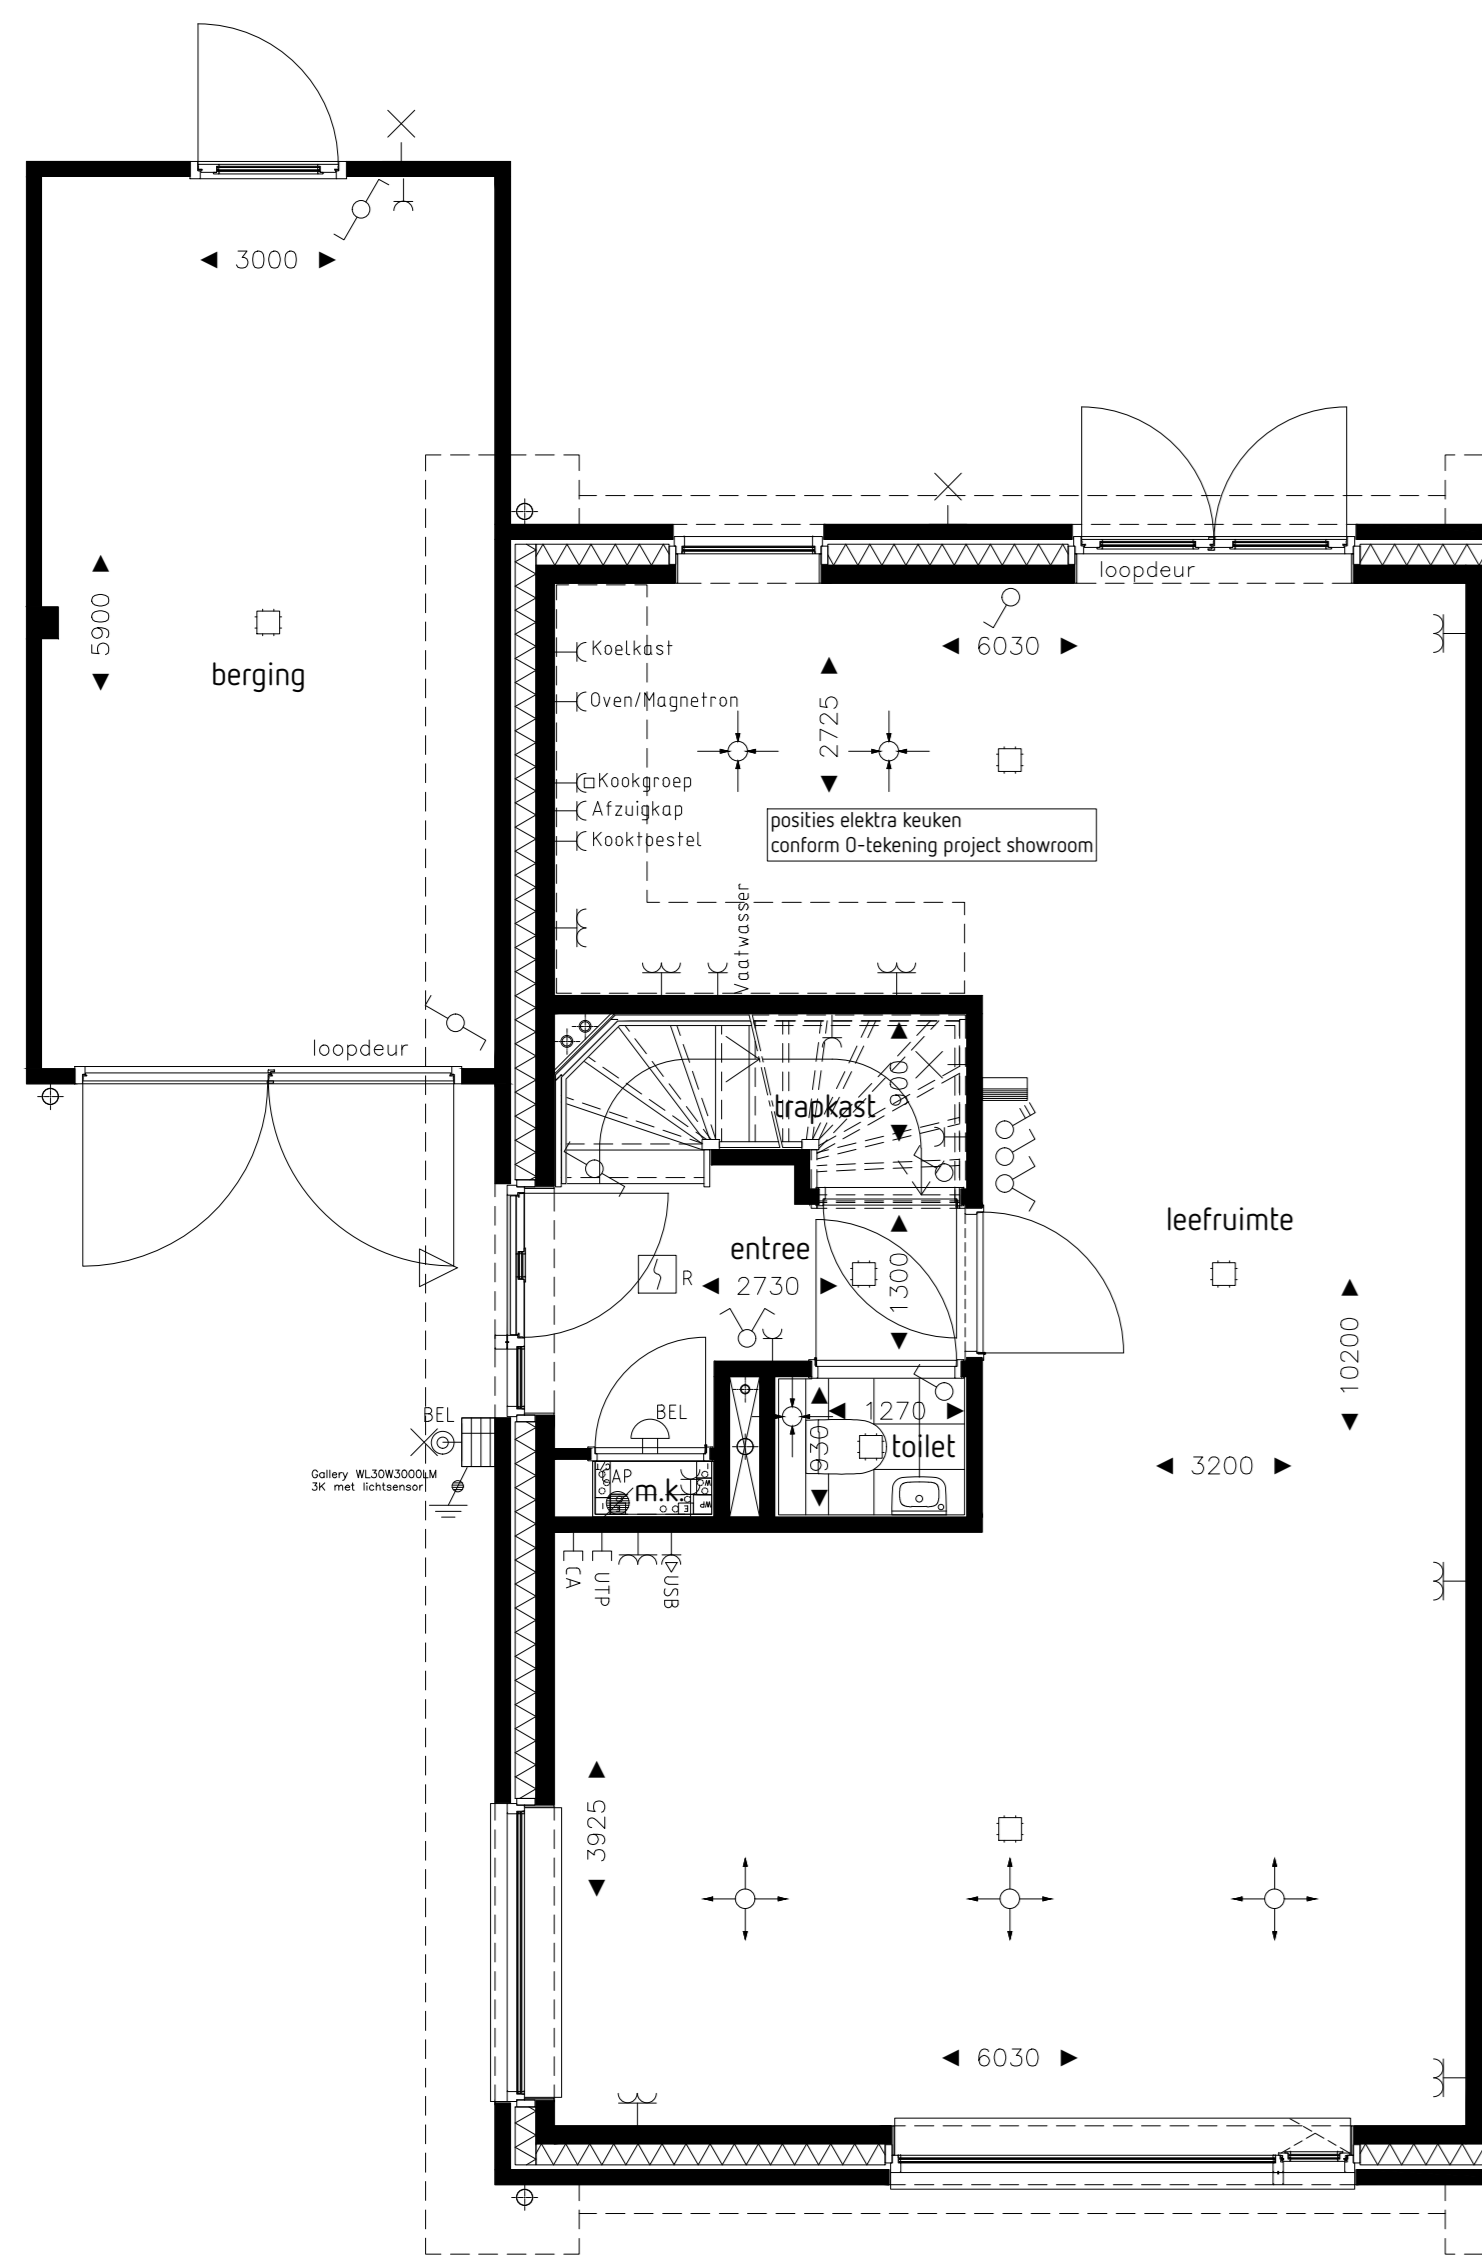 3000
loopdeur
5900
berging
Koelkast
6030
Oven/Magnetron
2725
Kookgroep
Afzuigkap
Kooktoestel
posities elektra keuken
conform 0-tekening project showroom
Vaatwasser
loopdeur
900
trapkast
leefruimte
entree
R
2730
1300
10200
BEL
BEL
1270
930
toilet
3200
Gallery WL30W3000LM
3K met lichtsensor
AP
m.k.
E
WP
CA
UTP
USB
3925
6030